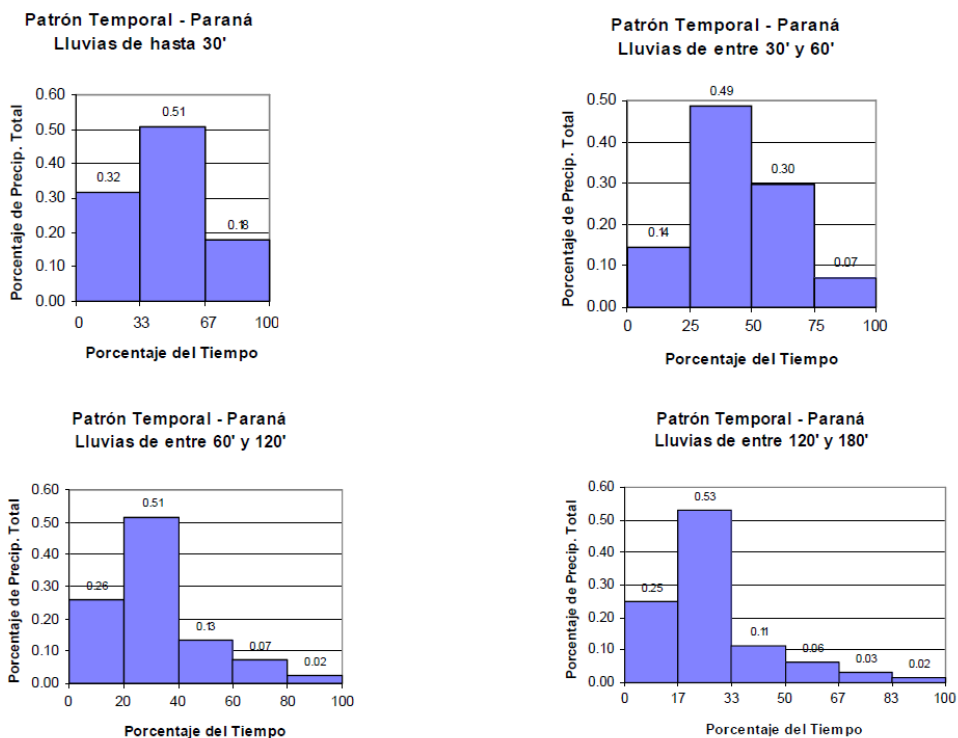 Patrón Temporal - Paraná
Lluvias de hasta 30'
Porcentaje de Precip. Total
0.60
0.50
0.40
0.30
0.20
0.10
0.00
0.32
0.51
0.18
0 33 67 100
Porcentaje del Tiempo
Patrón Temporal - Paraná
Lluvias de entre 30' y 60'
Porcentaje de Precip. Total
0.50
0.40
0.30
0.20
0.10
0.00
0.14
0.49
0.30
0.07
0 25 50 75 100
Porcentaje del Tiempo
Patrón Temporal - Paraná
Lluvias de entre 60' y 120'
Porcentaje de Precip. Total
0.60
0.50
0.40
0.30
0.20
0.10
0.00
0.26
0.51
0.13
0.07
0.02
0 20 40 60 80 100
Porcentaje del Tiempo
Patrón Temporal - Paraná
Lluvias de entre 120' y 180'
Porcentaje de Precip. Total
0.60
0.50
0.40
0.30
0.20
0.10
0.00
0.25
0.53
0.11
0.06
0.03
0.02
0 17 33 50 67 83 100
Porcentaje del Tiempo